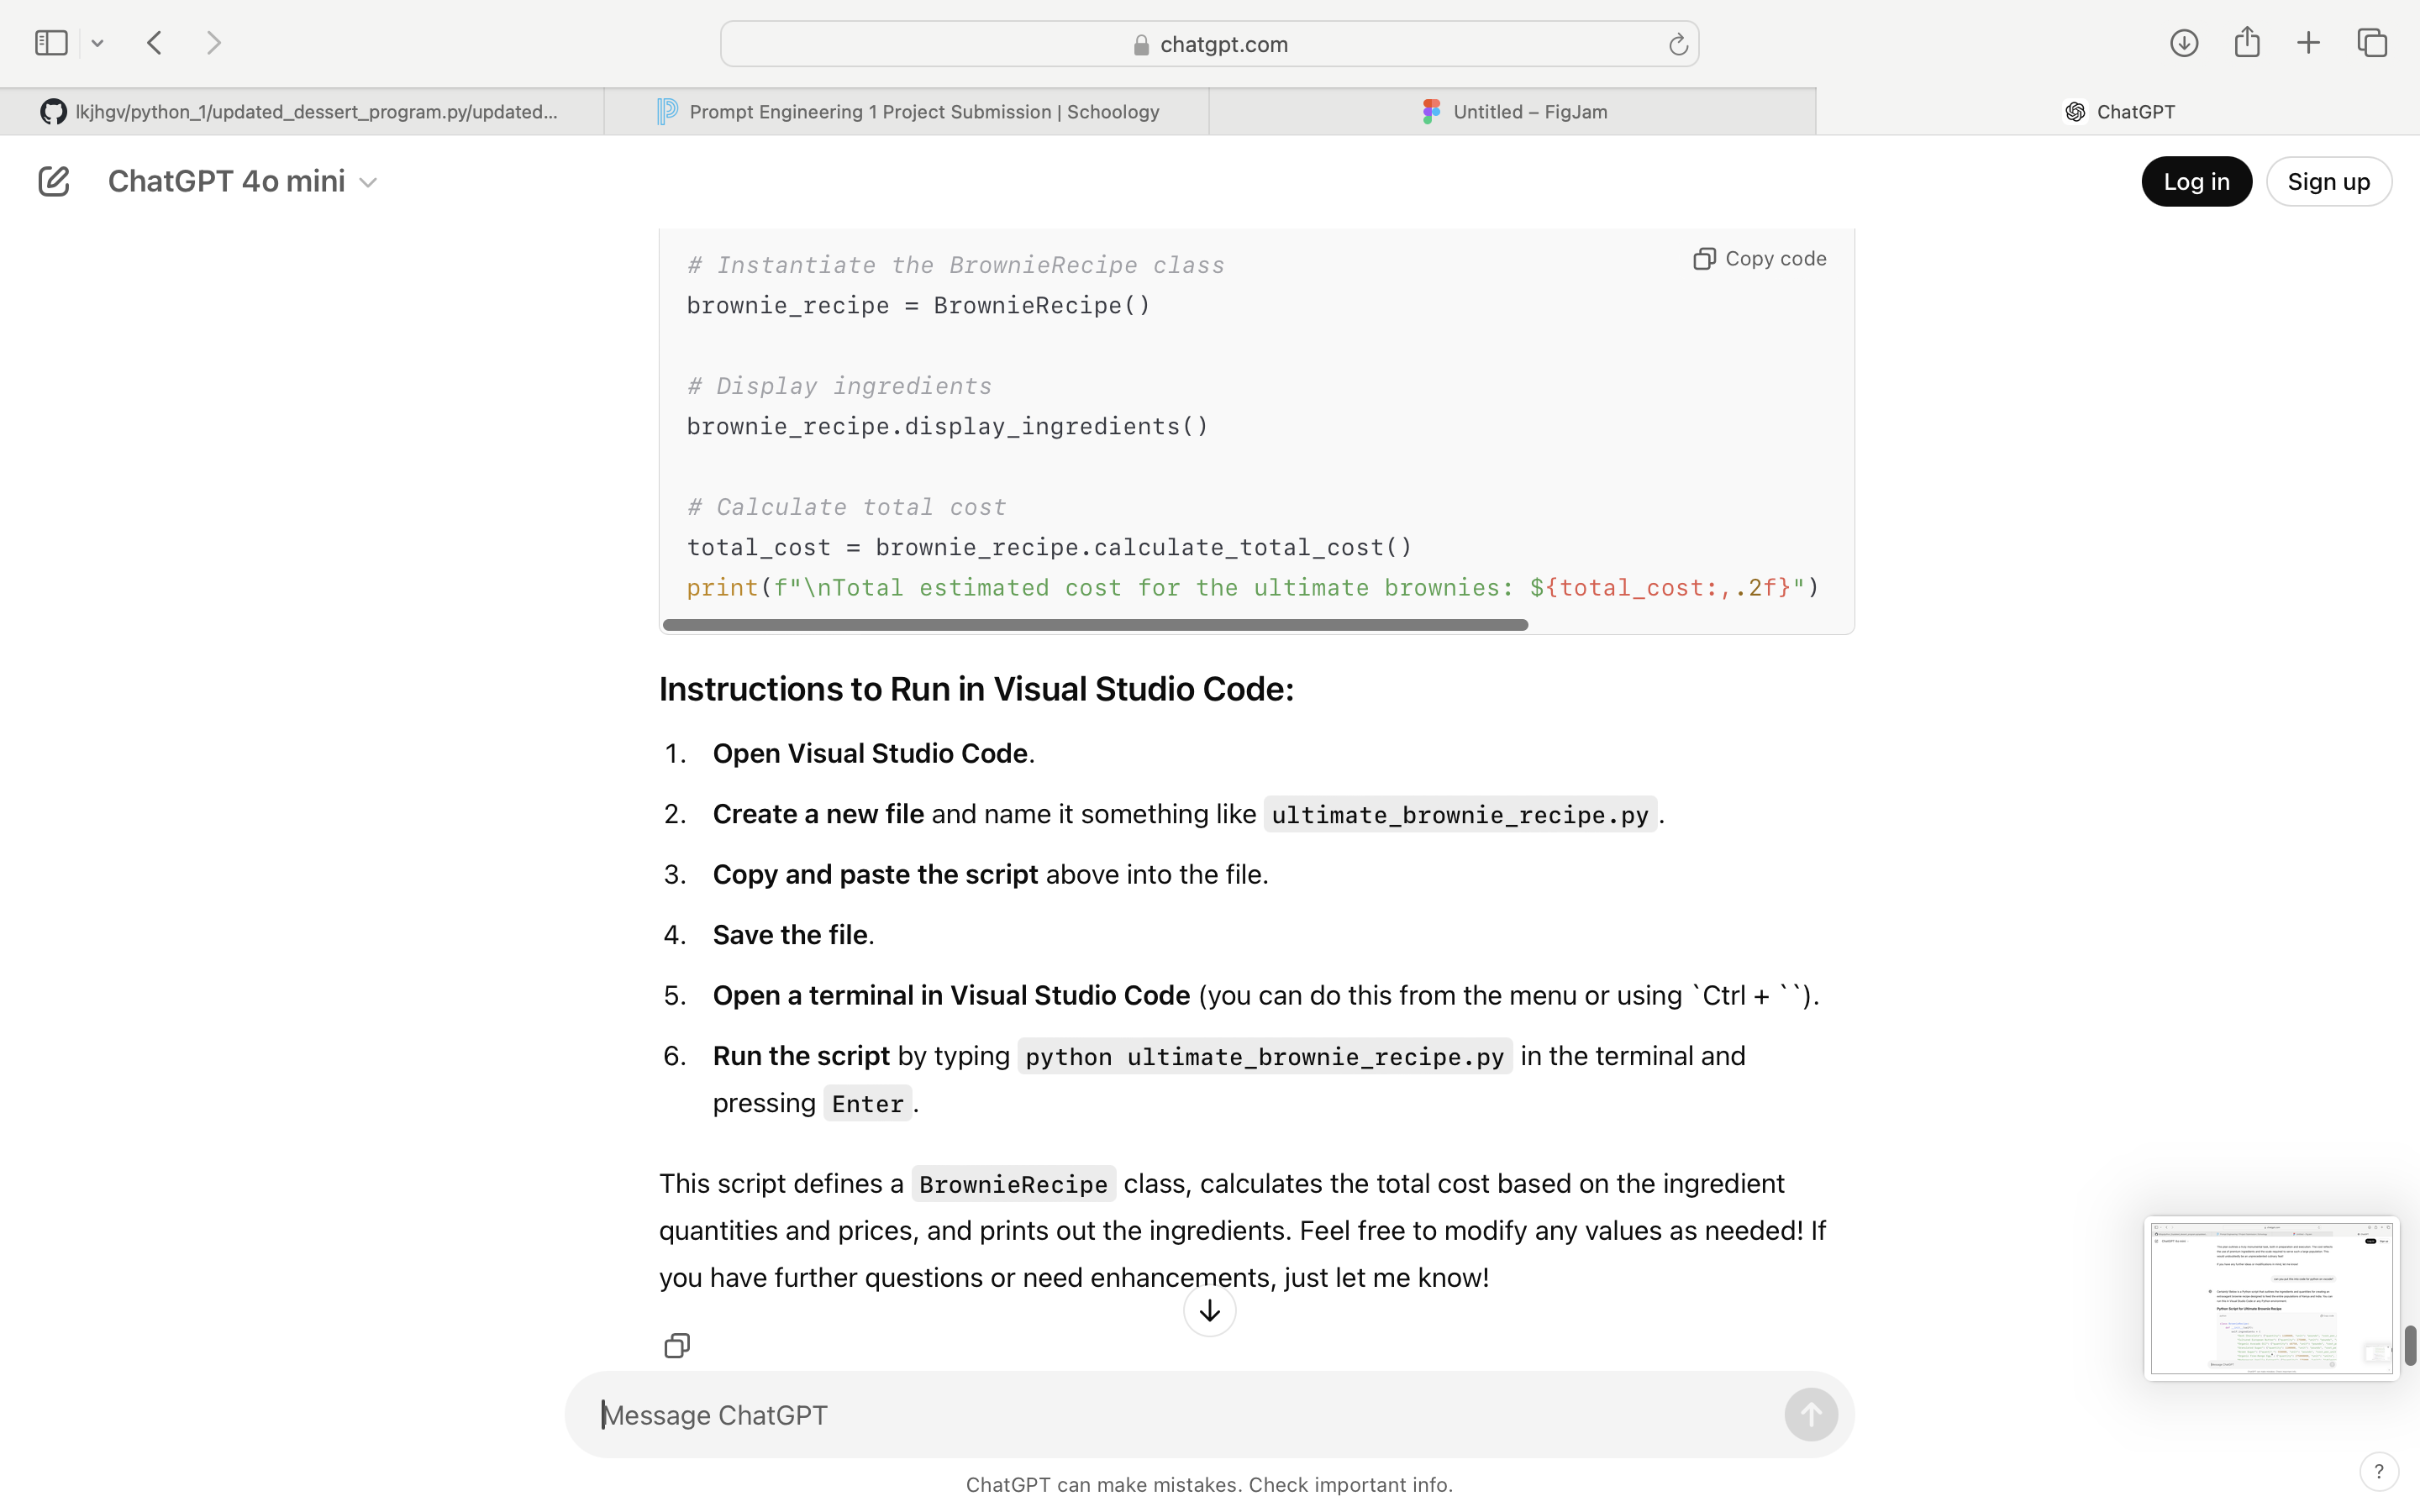 chatgpt.com
lkjhgv/python_1/updated_dessert_program.py/updated...
Prompt Engineering 1 Project Submission | Schoology
Untitled – FigJam
ChatGPT
ChatGPT 4o mini
Log in
Sign up
# Instantiate the BrownieRecipe class
Copy code
brownie_recipe = BrownieRecipe()
# Display ingredients
brownie_recipe.display_ingredients()
# Calculate total cost
total_cost = brownie_recipe.calculate_total_cost()
print(f"\nTotal estimated cost for the ultimate brownies: ${total_cost:,.2f}")
Instructions to Run in Visual Studio Code:
1. Open Visual Studio Code.
2. Create a new file and name it something like ultimate_brownie_recipe.py.
3. Copy and paste the script above into the file.
4. Save the file.
5. Open a terminal in Visual Studio Code (you can do this from the menu or using `Ctrl + ``).
6. Run the script by typing python ultimate_brownie_recipe.py in the terminal and
pressing Enter.
This script defines a BrownieRecipe class, calculates the total cost based on the ingredient
quantities and prices, and prints out the ingredients. Feel free to modify any values as needed! If
you have further questions or need enhancements, just let me know!
Message ChatGPT
ChatGPT can make mistakes. Check important info.
?